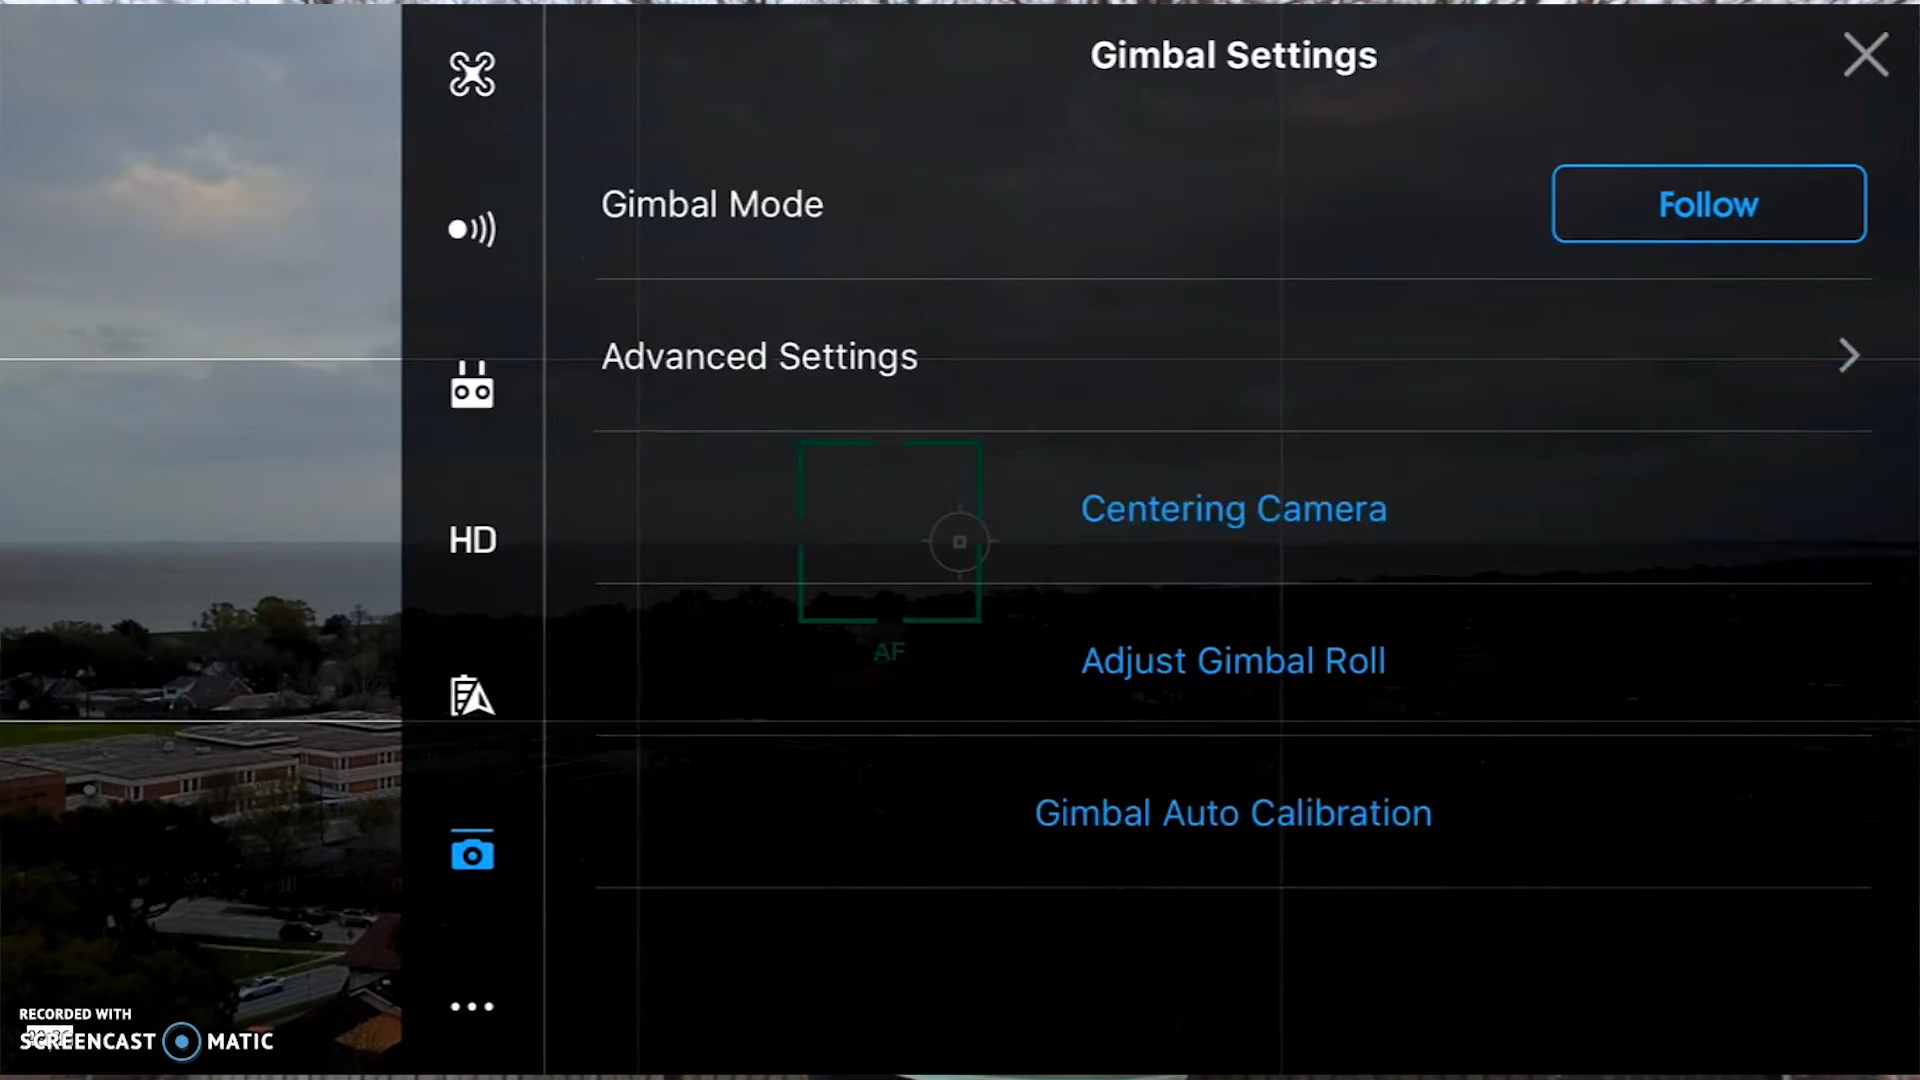 Gimbal Settings
Gimbal Mode
Follow
Advanced Settings
Centering Camera
HD
AF
Adjust Gimbal Roll
Gimbal Auto Calibration
RECORDED WITH
SCREENCAST MATIC